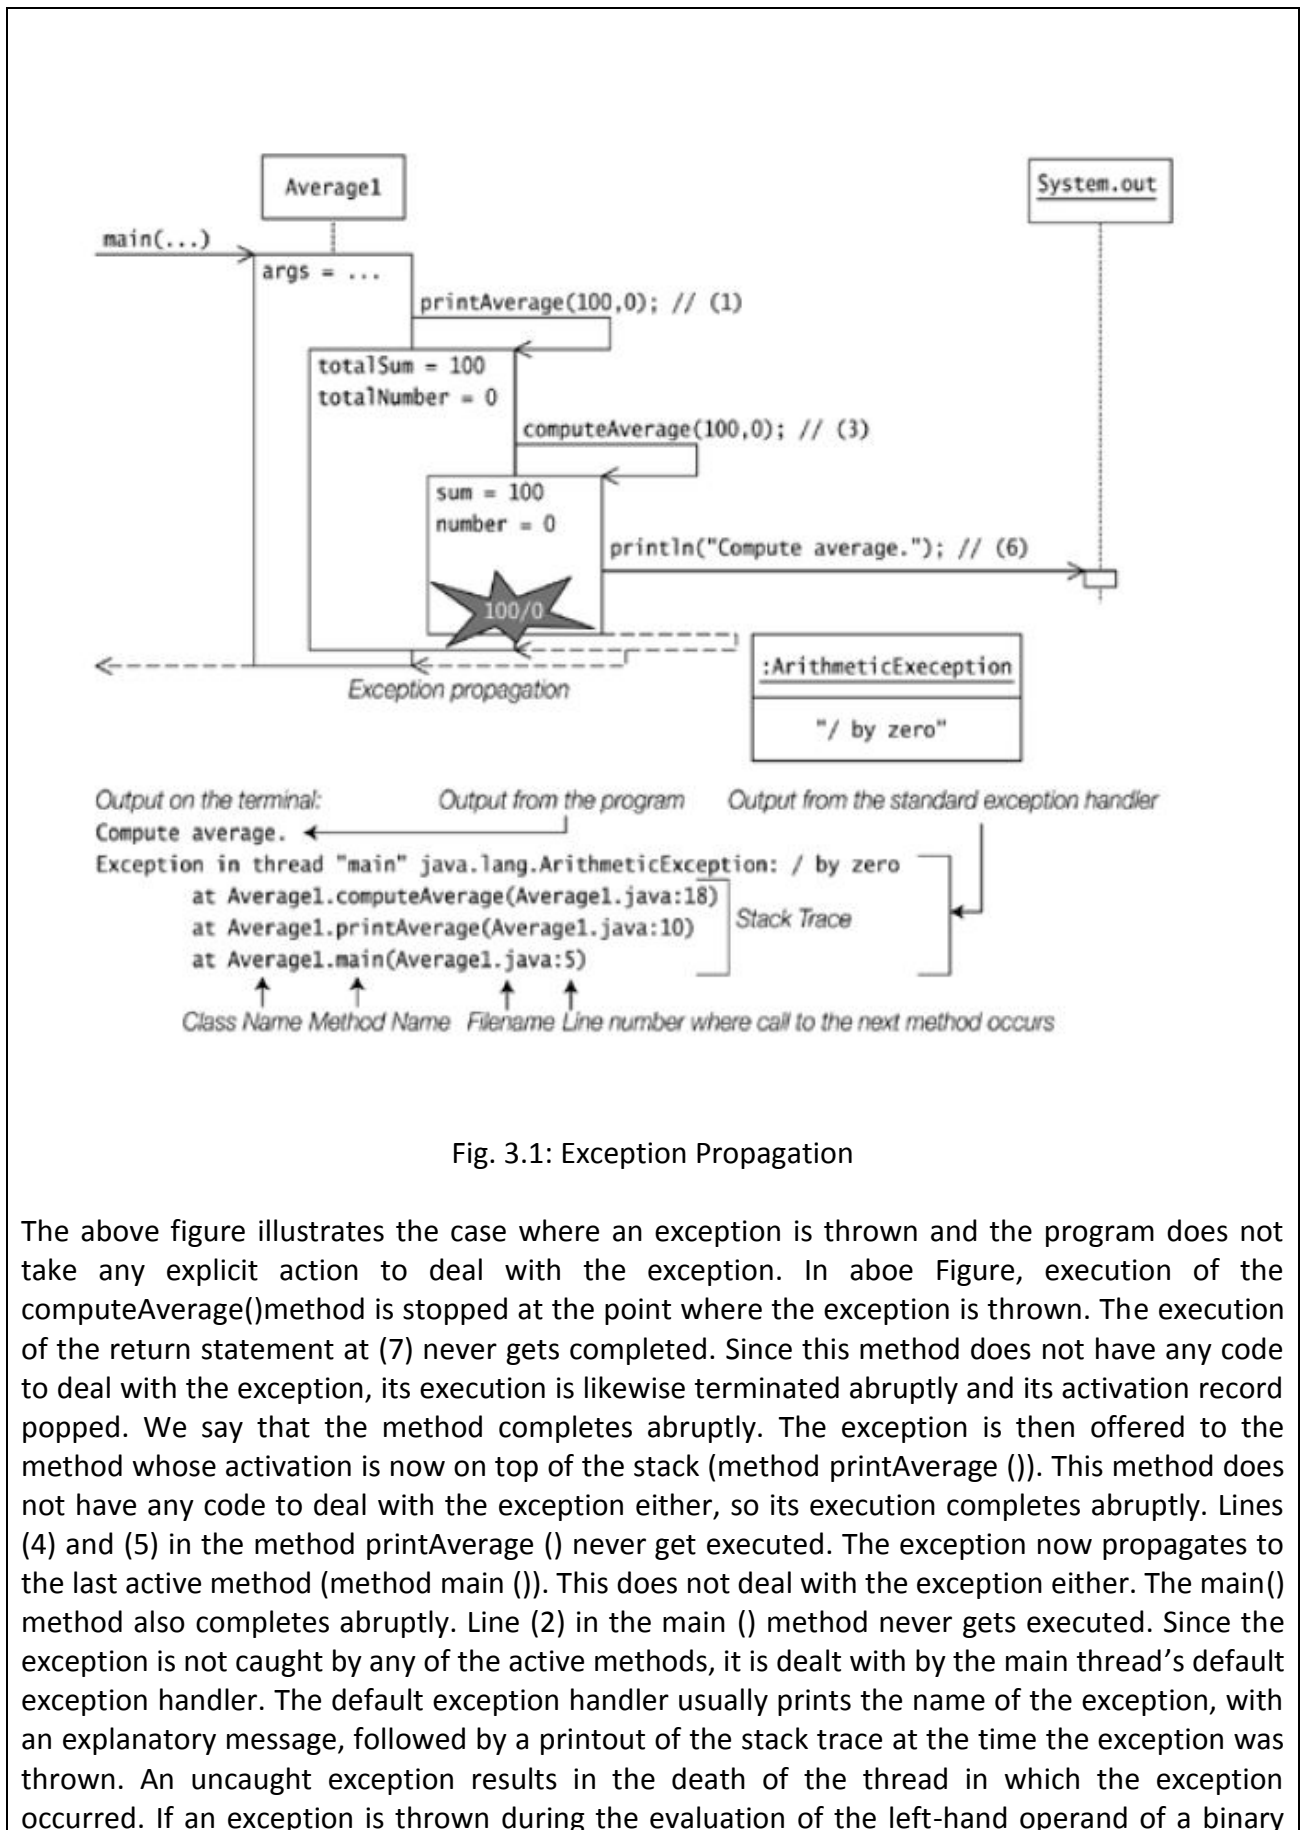 Average1
System.out
main(...)
args = ...
printAverage(100,0); // (1)
totalSum = 100
totalNumber = 0
computeAverage(100,0); // (3)
sum = 100
number = 0
println("Compute average."); // (6)
100/0
:ArithmeticExeception
Exception propagation
"/ by zero"
Output on the terminal: Output from the program Output from the standard exception handler
Compute average.
Exception in thread "main" java.lang.ArithmeticException: / by zero
at Average1.computeAverage(Average1.java:18)
Stack Trace
at Average1.printAverage(Average1.java:10)
at Average1.main(Average1.java:5)
Class Name Method Name Filename Line number where call to the next method occurs
Fig. 3.1: Exception Propagation
The above figure illustrates the case where an exception is thrown and the program does not
take any explicit action to deal with the exception. In aboe Figure, execution of the
computeAverage()method is stopped at the point where the exception is thrown. The execution
of the return statement at (7) never gets completed. Since this method does not have any code
to deal with the exception, its execution is likewise terminated abruptly and its activation record
popped. We say that the method completes abruptly. The exception is then offered to the
method whose activation is now on top of the stack (method printAverage ()). This method does
not have any code to deal with the exception either, so its execution completes abruptly. Lines
(4) and (5) in the method printAverage () never get executed. The exception now propagates to
the last active method (method main ()). This does not deal with the exception either. The main()
method also completes abruptly. Line (2) in the main () method never gets executed. Since the
exception is not caught by any of the active methods, it is dealt with by the main thread’s default
exception handler. The default exception handler usually prints the name of the exception, with
an explanatory message, followed by a printout of the stack trace at the time the exception was
thrown. An uncaught exception results in the death of the thread in which the exception
occurred. If an exception is thrown during the evaluation of the left-hand operand of a binary